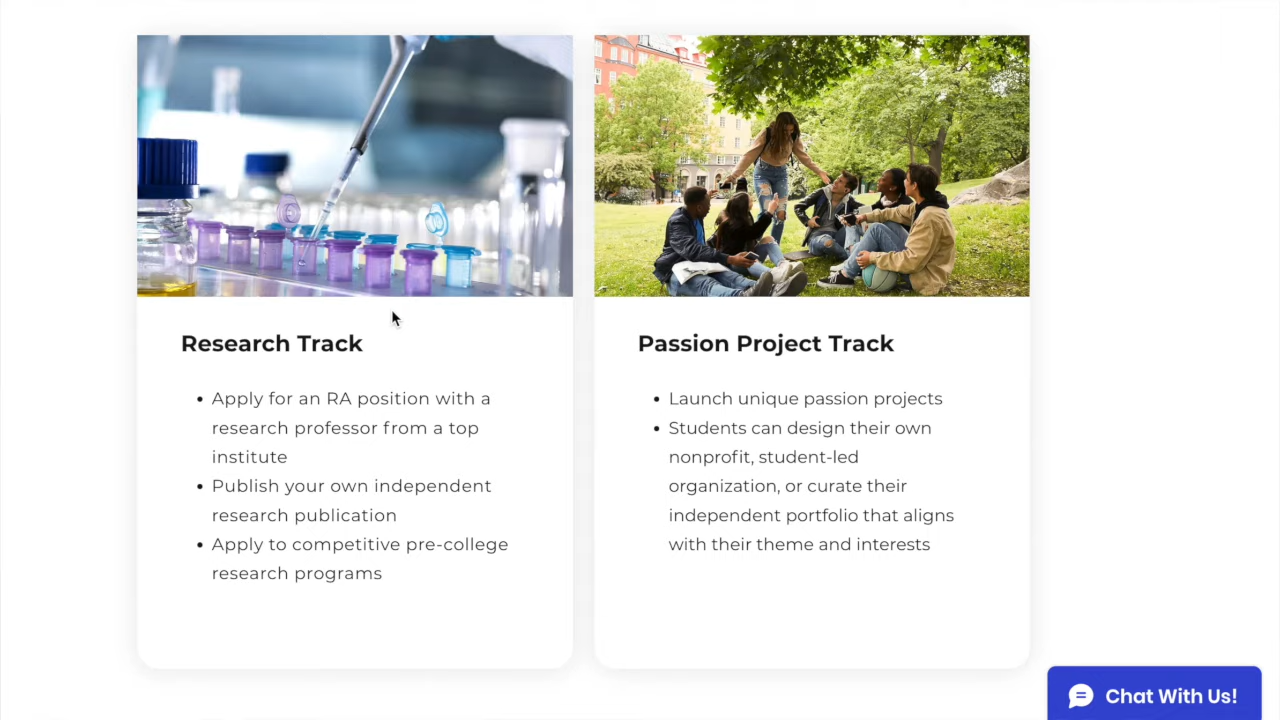 Research Track
• Apply for an RA position with a
research professor from a top
institute
• Publish your own independent
research publication
• Apply to competitive pre-college
research programs
Passion Project Track
• Launch unique passion projects
• Students can design their own
nonprofit, student-led
organization, or curate their
independent portfolio that aligns
with their theme and interests
Chat With Us!